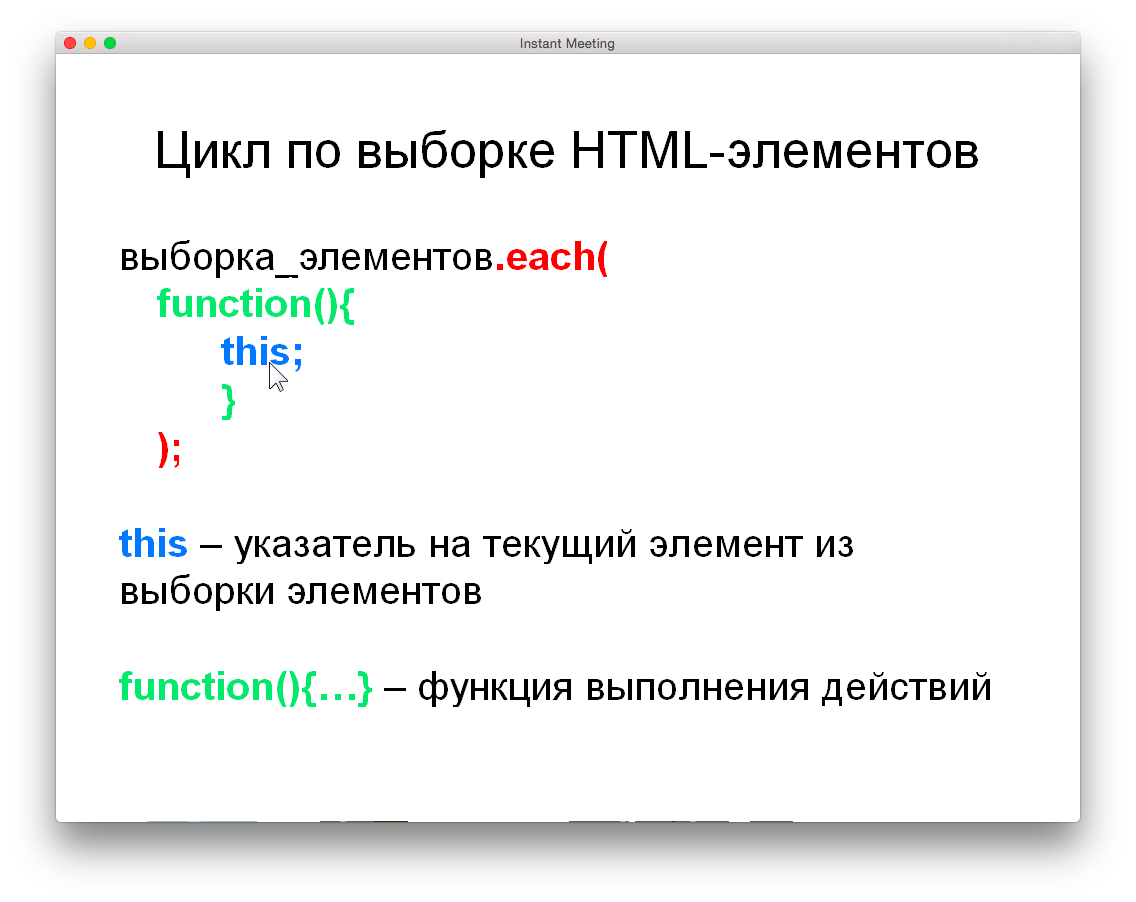 Instant Meeting
Цикл по выборке HTML-элементов
выборка_элементов.each(
function(){
this;
}
);
this – указатель на текущий элемент из
выборки элементов
function(){…} – функция выполнения действий